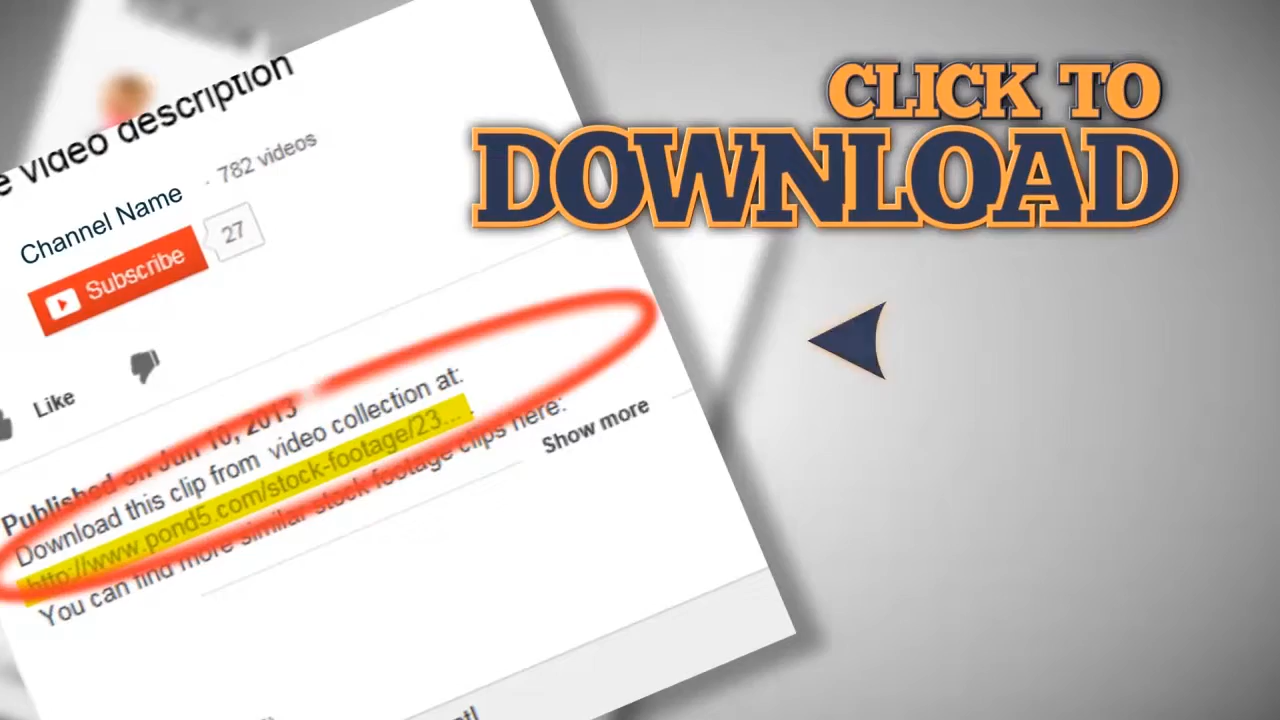 CLICK TO
DOWNLOAD
e video description
Channel Name
782 videos
Subscribe
27
Like
Published on Jun 10, 2013
Download this clip from video collection at:
http://www.pond5.com/stock-footage/23...
You can find more similar stock footage clips here:
Show more